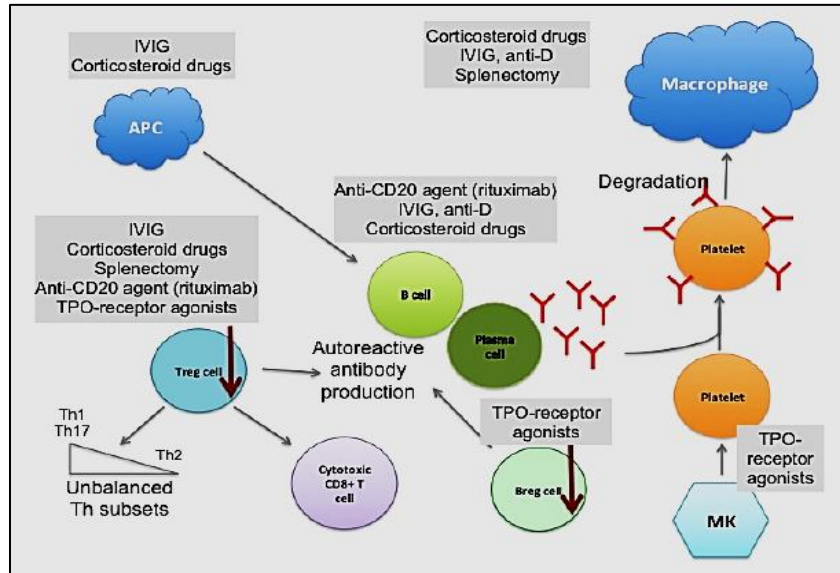 IVIG
Corticosteroid drugs
APC
Corticosteroid drugs
IVIG, anti-D
Splenectomy
Macrophage
Degradation
Anti-CD20 agent (rituximab)
IVIG, anti-D
Corticosteroid drugs
IVIG
Corticosteroid drugs
Splenectomy
Anti-CD20 agent (rituximab)
TPO-receptor agonists
B cell
Plasma
cell
Platelet
Treg cell
Autoreactive
antibody
production
Platelet
TPO-receptor
agonists
TPO-
receptor
agonists
Th1
Th17
Th2
Unbalanced
Th subsets
Cytotoxic
CD8+ T
cell
Breg cell
MK